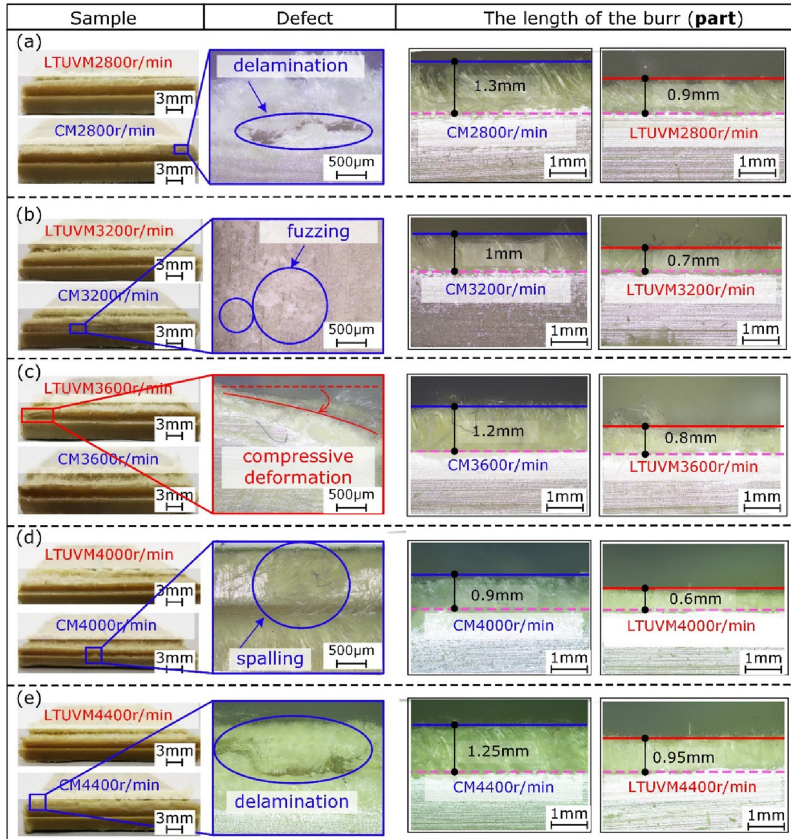 Sample Defect The length of the burr (part)
(a)
LTUVM2800r/min
3mm
CM2800r/min
3mm
delamination
500μm
1.3mm
CM2800r/min
1mm
0.9mm
LTUVM2800r/min
1mm
(b)
LTUVM3200r/min
3mm
CM3200r/min
3mm
fuzzing
500μm
1mm
CM3200r/min
1mm
0.7mm
LTUVM3200r/min
1mm
(c)
LTUVM3600r/min
3mm
CM3600r/min
3mm
compressive
deformation
500μm
1.2mm
CM3600r/min
1mm
0.8mm
LTUVM3600r/min
1mm
(d)
LTUVM4000r/min
3mm
CM4000r/min
3mm
spalling
500μm
0.9mm
CM4000r/min
1mm
0.6mm
LTUVM4000r/min
1mm
(e)
LTUVM4400r/min
3mm
CM4400r/min
3mm
delamination
500μm
1.25mm
CM4400r/min
1mm
0.95mm
LTUVM4400r/min
1mm